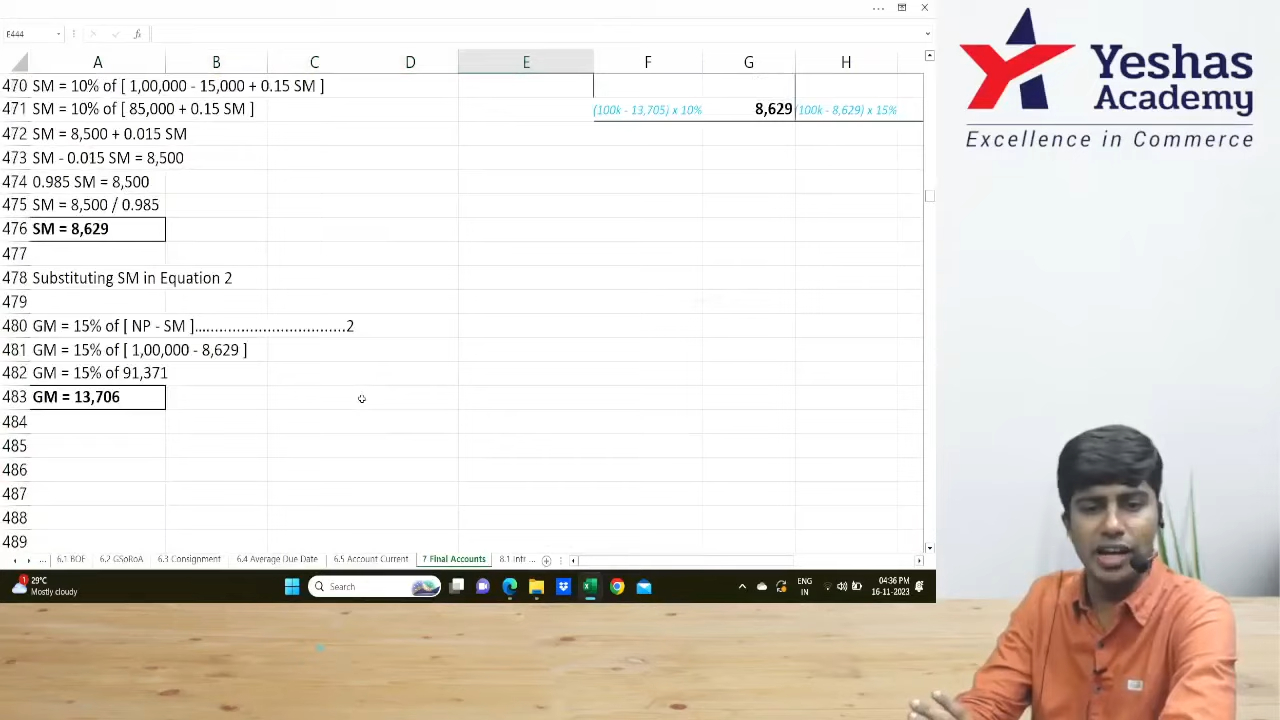 E444
fx
A B C D E F G H
470 SM = 10% of [ 1,00,000 - 15,000 + 0.15 SM ]
471 SM = 10% of [ 85,000 + 0.15 SM ] (100k - 13,705) x 10% 8,629 (100k - 8,629) x 15%
472 SM = 8,500 + 0.015 SM
473 SM - 0.015 SM = 8,500
474 0.985 SM = 8,500
475 SM = 8,500 / 0.985
476 SM = 8,629
477
478 Substituting SM in Equation 2
479
480 GM = 15% of [ NP - SM ]..................................2
481 GM = 15% of [ 1,00,000 - 8,629 ]
482 GM = 15% of 91,371
483 GM = 13,706
484
485
486
487
488
489
... 6.1 BOE 6.2 GSoRoA 6.3 Consignment 6.4 Average Due Date 6.5 Account Current 7 Final Accounts 8.1 Intr ...
1 29°C
Mostly cloudy
Search
ENG
IN
04:36 PM
16-11-2023
Yeshas
Academy
Excellence in Commerce